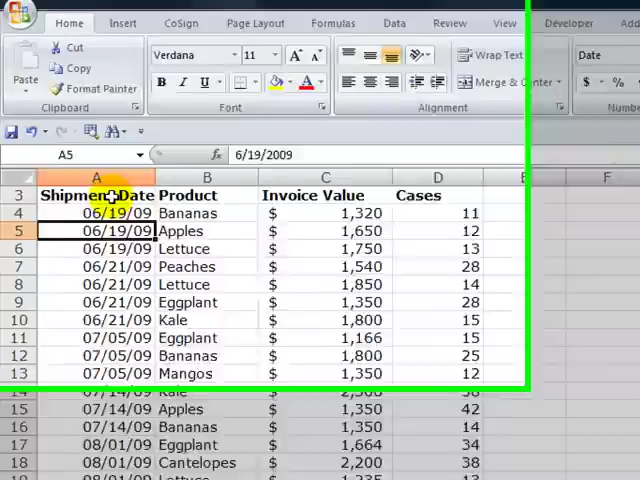 Home Insert CoSign Page Layout Formulas Data Review View Developer
Cut
Copy
Format Painter
Paste
Clipboard
Verdana 11 A A
B I U A
Font
Wrap Text
Merge & Center
Alignment
Date
$ %
A5 fx 6/19/2009
A B C D E F
3 Shipment Date Product Invoice Value Cases
4 06/19/09 Bananas $ 1,320 11
5 06/19/09 Apples $ 1,650 12
6 06/19/09 Lettuce $ 1,750 13
7 06/21/09 Peaches $ 1,540 28
8 06/21/09 Lettuce $ 1,850 14
9 06/21/09 Eggplant $ 1,350 28
10 06/21/09 Kale $ 1,800 15
11 07/05/09 Eggplant $ 1,166 15
12 07/05/09 Bananas $ 1,800 25
13 07/05/09 Mangos $ 1,350 12
14 07/14/09 Kale $
15 07/14/09 Apples $ 1,350 42
16 07/14/09 Bananas $ 1,350 14
17 08/01/09 Eggplant $ 1,664 34
18 08/01/09 Cantelopes $ 2,200 38